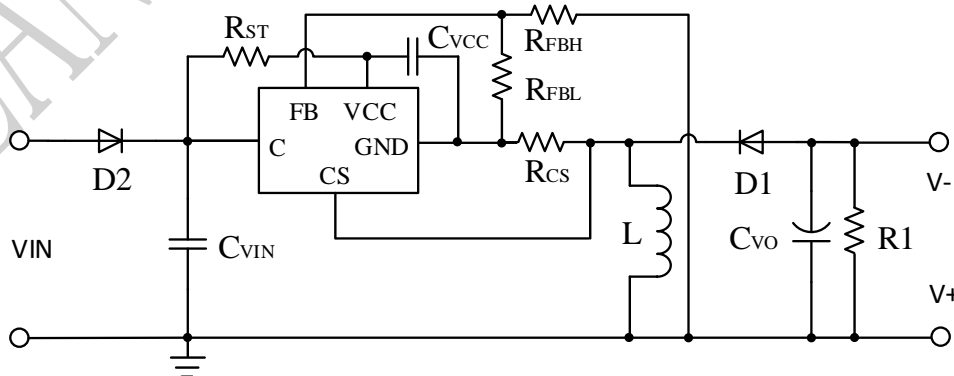 RST
CVCC
RFBH
RFBL
FB VCC
C
GND
CS
RCS
D2
D1
V-
VIN
CVIN
L
CVO
R1
V+